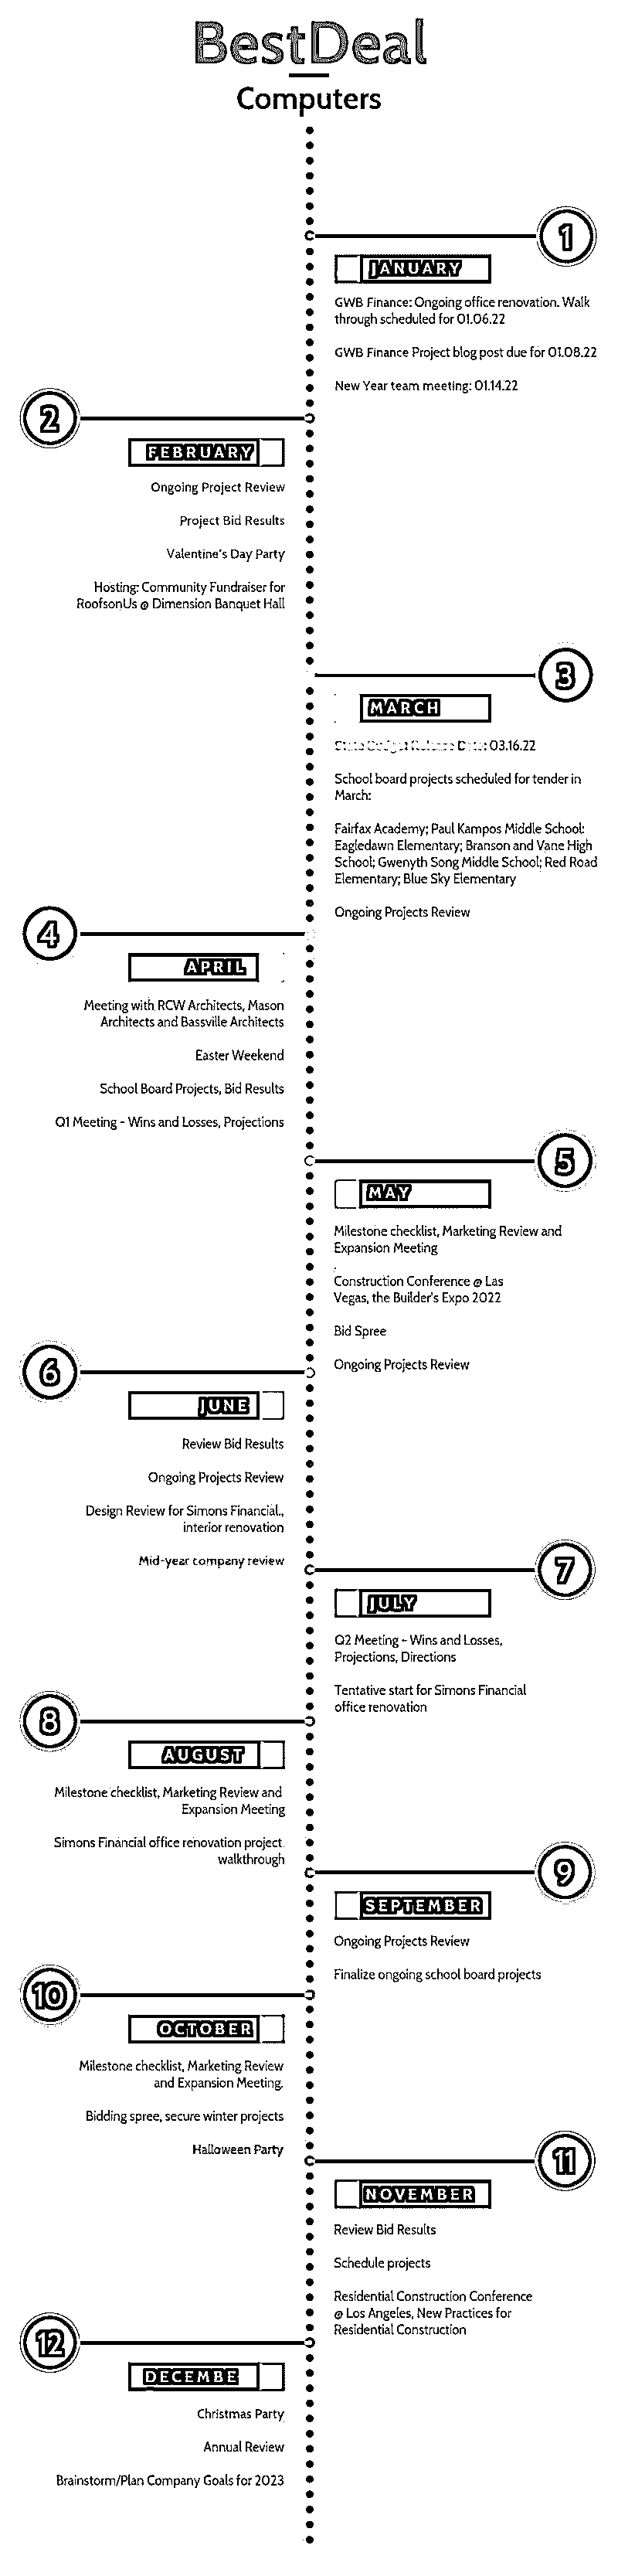 BestDeal
Computers
1
JANUARY
GWB Finance: Ongoing office renovation. Walk
through scheduled for 01.06.22
GWB Finance Project blog post due for 01.08.22
New Year team meeting: 01.14.22
2
FEBRUARY
Ongoing Project Review
Project Bid Results
Valentine's Day Party
Hosting: Community Fundraiser for
RoofsonUs @ Dimension Banquet Hall
3
MARCH
03.16.22
School board projects scheduled for tender in
March:
Fairfax Academy; Paul Kampos Middle School:
Eagledawn Elementary; Branson and Vane High
School; Gwenyth Song Middle School; Red Road
Elementary; Blue Sky Elementary
Ongoing Projects Review
4
APRIL
Meeting with RCW Architects, Mason
Architects and Bassville Architects
Easter Weekend
School Board Projects, Bid Results
Q1 Meeting - Wins and Losses, Projections
5
MAY
Milestone checklist, Marketing Review and
Expansion Meeting
Construction Conference @ Las
Vegas, the Builder's Expo 2022
Bid Spree
Ongoing Projects Review
6
JUNE
Review Bid Results
Ongoing Projects Review
Design Review for Simons Financial.,
interior renovation
Mid-year company review
7
JULY
Q2 Meeting - Wins and Losses,
Projections, Directions
Tentative start for Simons Financial
office renovation
8
AUGUST
Milestone checklist, Marketing Review and
Expansion Meeting
Simons Financial office renovation project
walkthrough
9
SEPTEMBER
Ongoing Projects Review
Finalize ongoing school board projects
10
OCTOBER
Milestone checklist, Marketing Review
and Expansion Meeting.
Bidding spree, secure winter projects
Halloween Party
11
NOVEMBER
Review Bid Results
Schedule projects
Residential Construction Conference
@ Los Angeles, New Practices for
Residential Construction
12
DECEMBE
Christmas Party
Annual Review
Brainstorm/Plan Company Goals for 2023